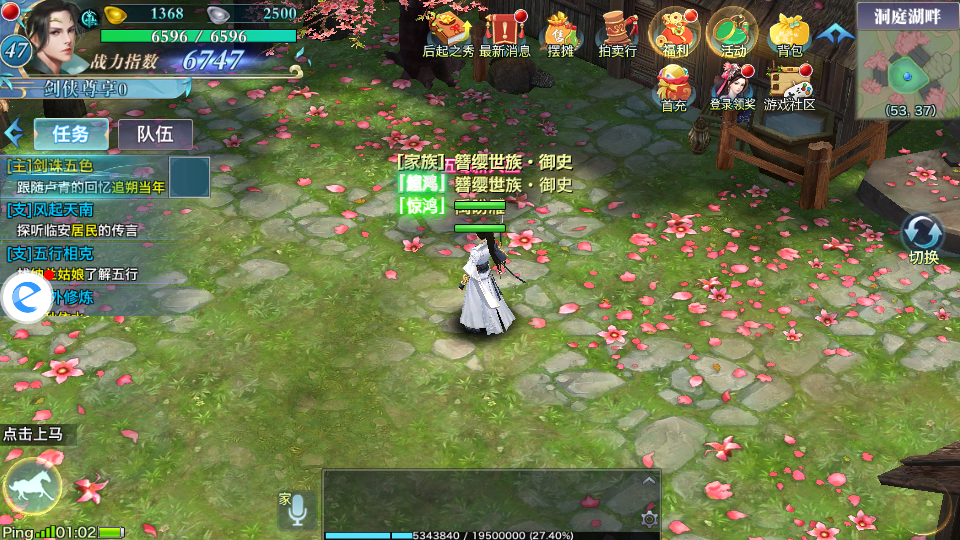 1368
2500
47
6596 / 6596
战力指数 6747
剑侠尊享0
后起之秀
最新消息
摆摊
拍卖行
福利
活动
背包
首充
登录领奖
游戏社区
洞庭湖畔
(53, 37)
任务
队伍
[主]剑诛五色
跟随卢青的回忆追朔当年
[支]风起天南
探听临安居民的传言
[支]五行相克
姑娘了解五行
外修炼
[家族] 簪缨世族·御史
簪缨世族·御史
[惊鸿]
切换
点击上马
家
Ping
01:02
5343840 / 19500000 (27.40%)